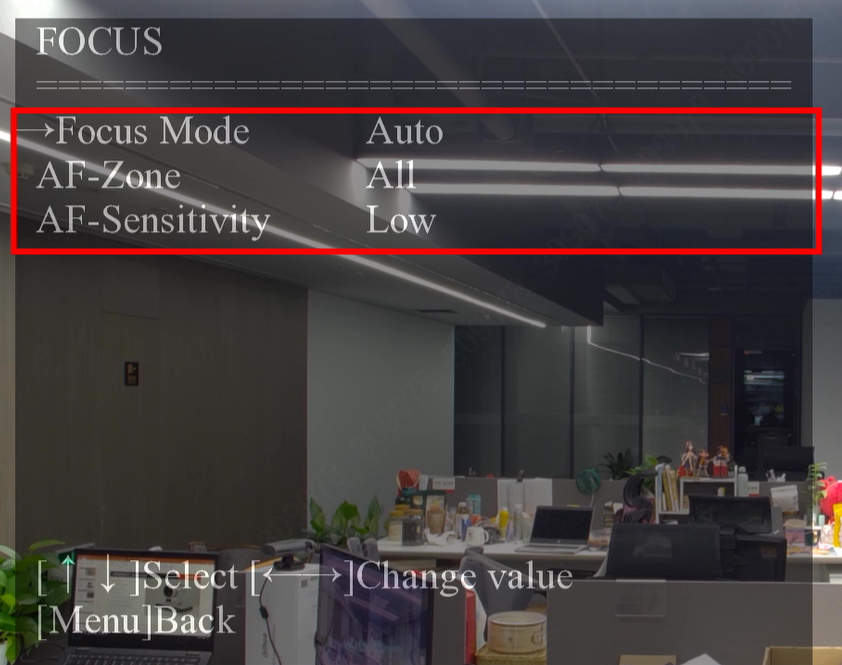 FOCUS
==================================
→Focus Mode Auto
AF-Zone All
AF-Sensitivity Low
[ ↑ ↓ ]Select [←──→]Change value
[Menu]Back